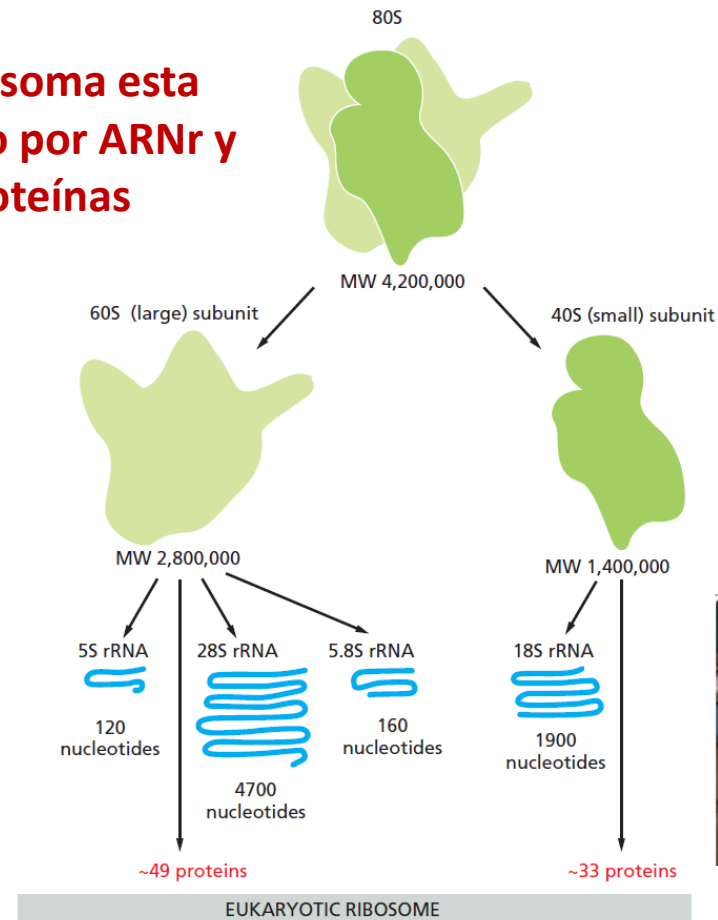 80S
soma esta
por ARNr y
oteínas
MW 4,200,000
60S (large) subunit
40S (small) subunit
MW 2,800,000
MW 1,400,000
5S rRNA
28S rRNA
5.8S rRNA
18S rRNA
120
nucleotides
4700
nucleotides
160
nucleotides
1900
nucleotides
~49 proteins
~33 proteins
EUKARYOTIC RIBOSOME